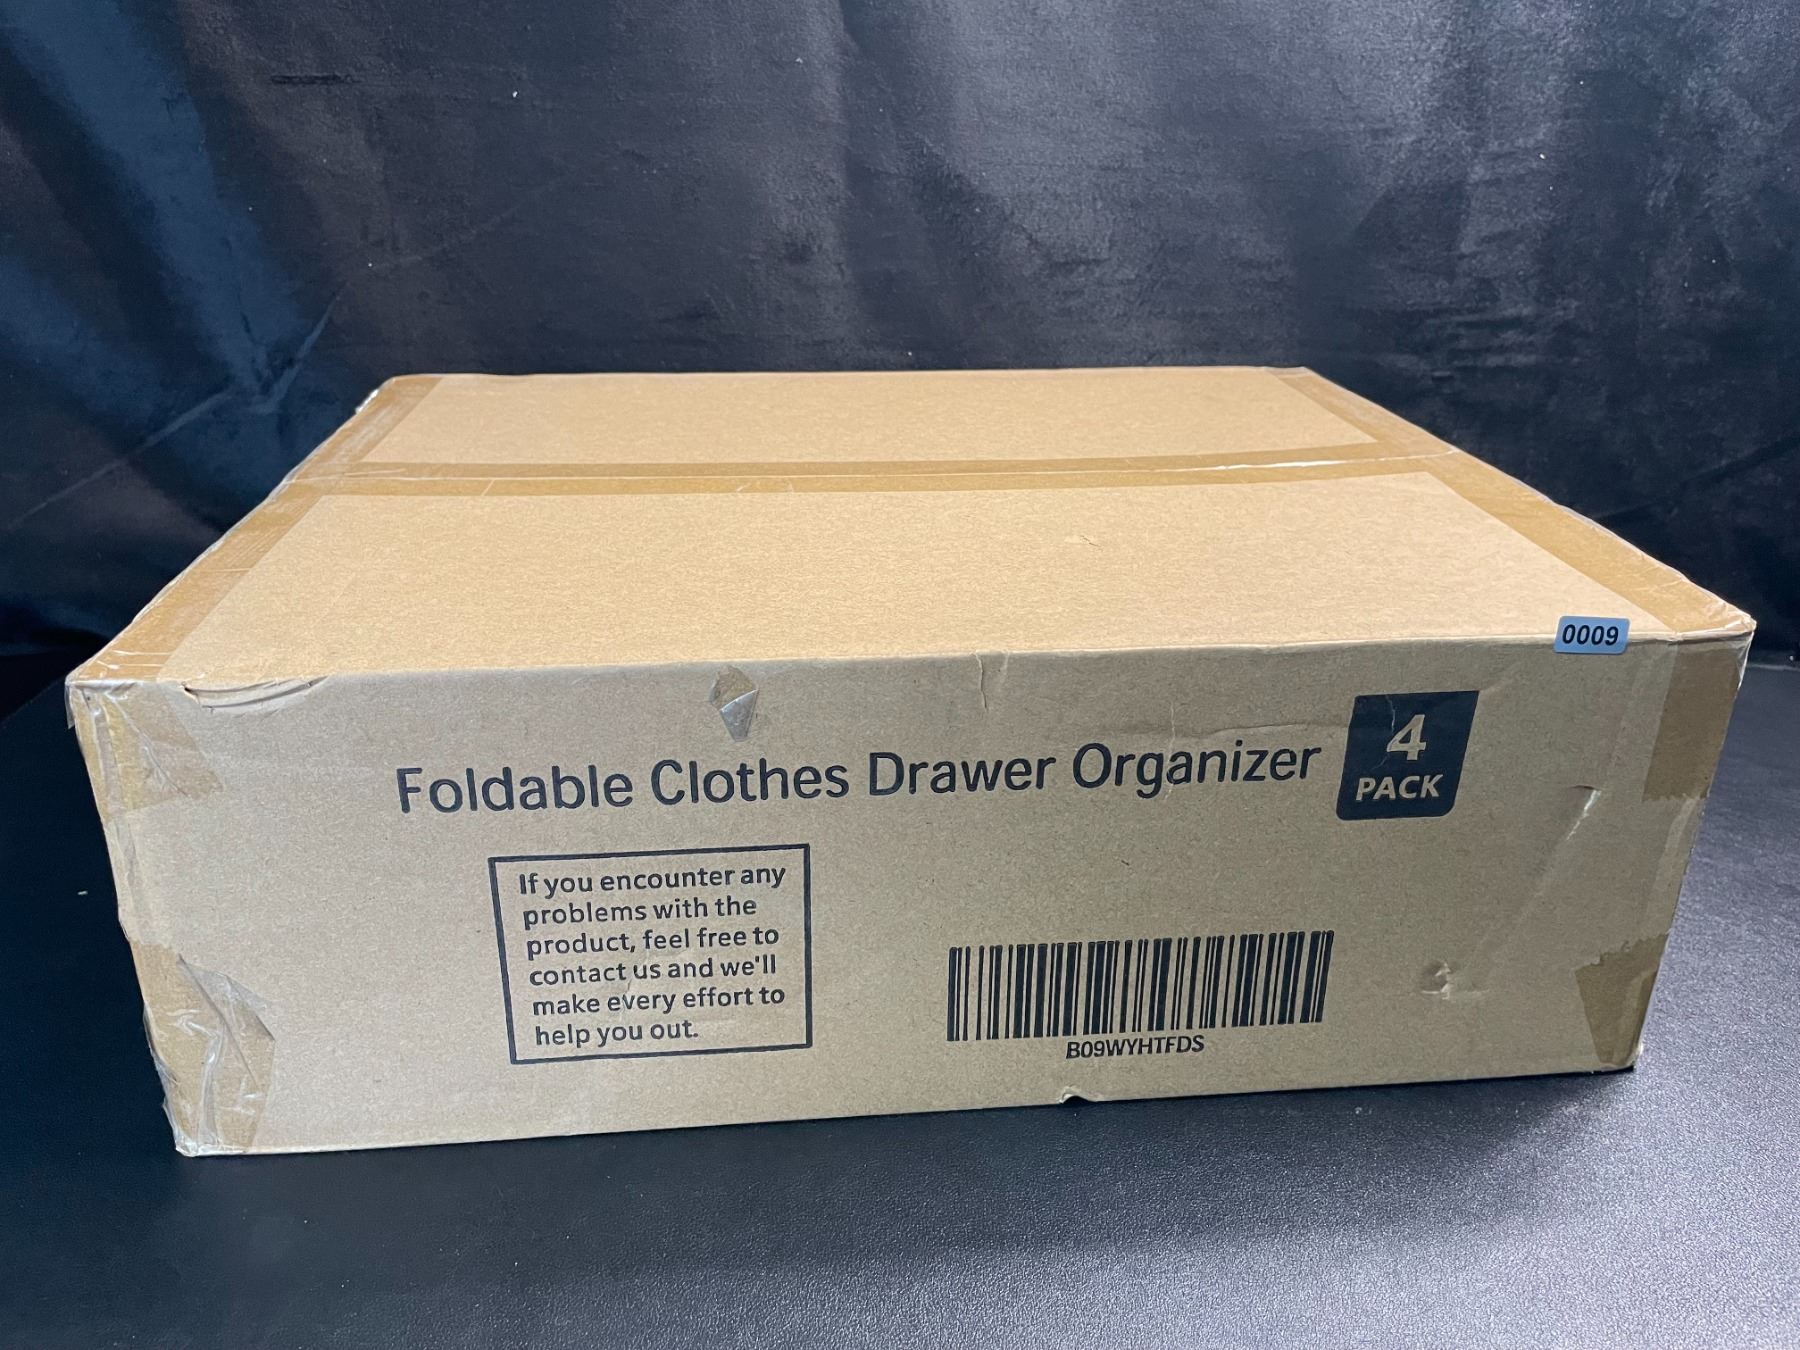 0009
Foldable Clothes Drawer Organizer
4
PACK
If you encounter any
problems with the
product, feel free to
contact us and we'll
make every effort to
help you out.
B09WYHTFDS